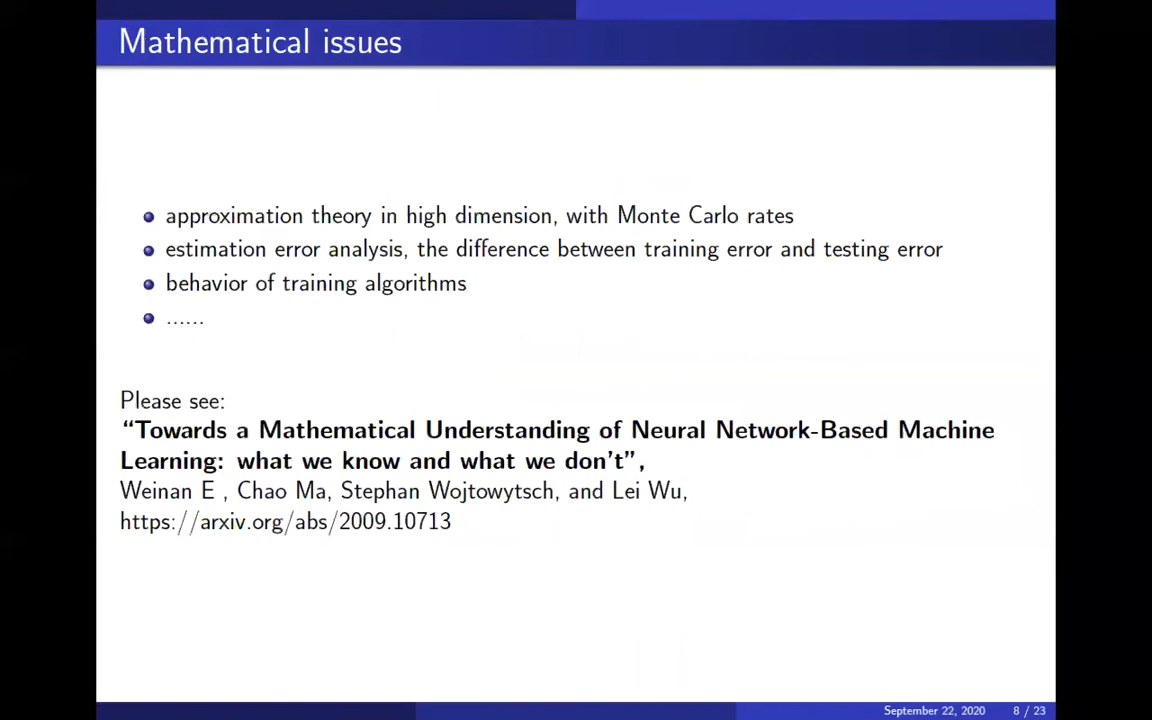 Mathematical issues
approximation theory in high dimension, with Monte Carlo rates
estimation error analysis, the difference between training error and testing error
behavior of training algorithms
......
Please see:
“Towards a Mathematical Understanding of Neural Network-Based Machine
Learning: what we know and what we don't”,
Weinan E , Chao Ma, Stephan Wojtowytsch, and Lei Wu,
https://arxiv.org/abs/2009.10713
September 22, 2020 8 / 23